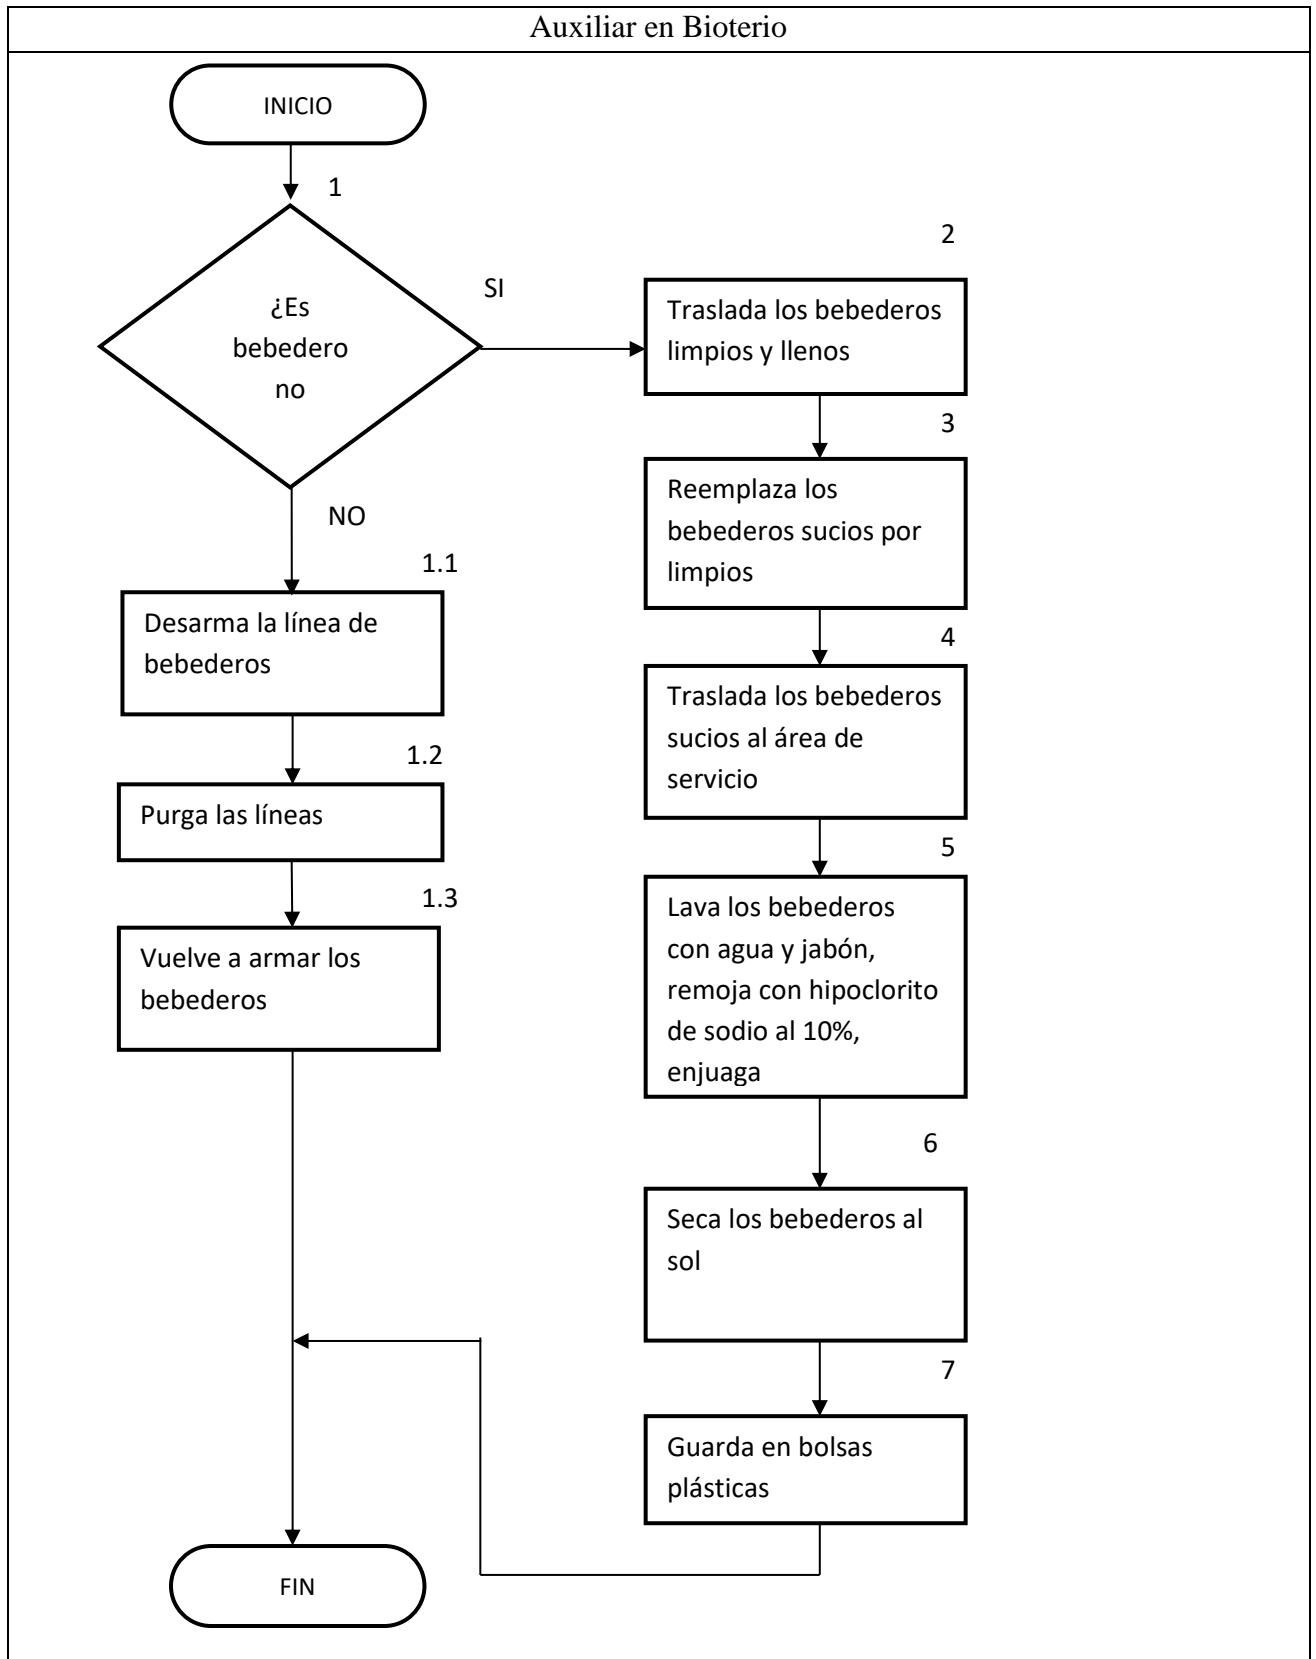 Auxiliar en Bioterio
INICIO
1
¿Es
bebedero
no
SI
NO
1.1
Desarma la línea de
bebederos
1.2
Purga las líneas
1.3
Vuelve a armar los
bebederos
2
Traslada los bebederos
limpios y llenos
3
Reemplaza los
bebederos sucios por
limpios
4
Traslada los bebederos
sucios al área de
servicio
5
Lava los bebederos
con agua y jabón,
remoja con hipoclorito
de sodio al 10%,
enjuaga
6
Seca los bebederos al
sol
7
Guarda en bolsas
plásticas
FIN